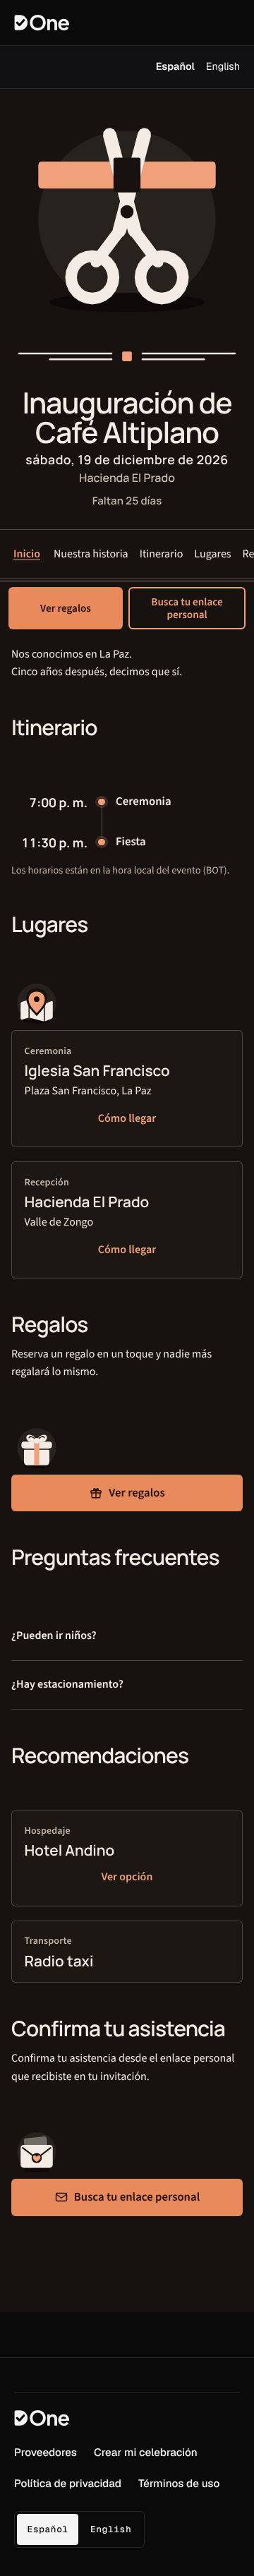 One
Español English
Inauguración de
Café Altiplano
sábado, 19 de diciembre de 2026
Hacienda El Prado
Faltan 25 días
Inicio Nuestra historia Itinerario Lugares Re
Ver regalos
Busca tu enlace
personal
Nos conocimos en La Paz.
Cinco años después, decimos que sí.
Itinerario
7:00 p. m. Ceremonia
11:30 p. m. Fiesta
Los horarios están en la hora local del evento (BOT).
Lugares
Ceremonia
Iglesia San Francisco
Plaza San Francisco, La Paz
Cómo llegar
Recepción
Hacienda El Prado
Valle de Zongo
Cómo llegar
Regalos
Reserva un regalo en un toque y nadie más
regalará lo mismo.
Ver regalos
Preguntas frecuentes
¿Pueden ir niños?
¿Hay estacionamiento?
Recomendaciones
Hospedaje
Hotel Andino
Ver opción
Transporte
Radio taxi
Confirma tu asistencia
Confirma tu asistencia desde el enlace personal
que recibiste en tu invitación.
Busca tu enlace personal
One
Proveedores Crear mi celebración
Política de privacidad Términos de uso
Español English